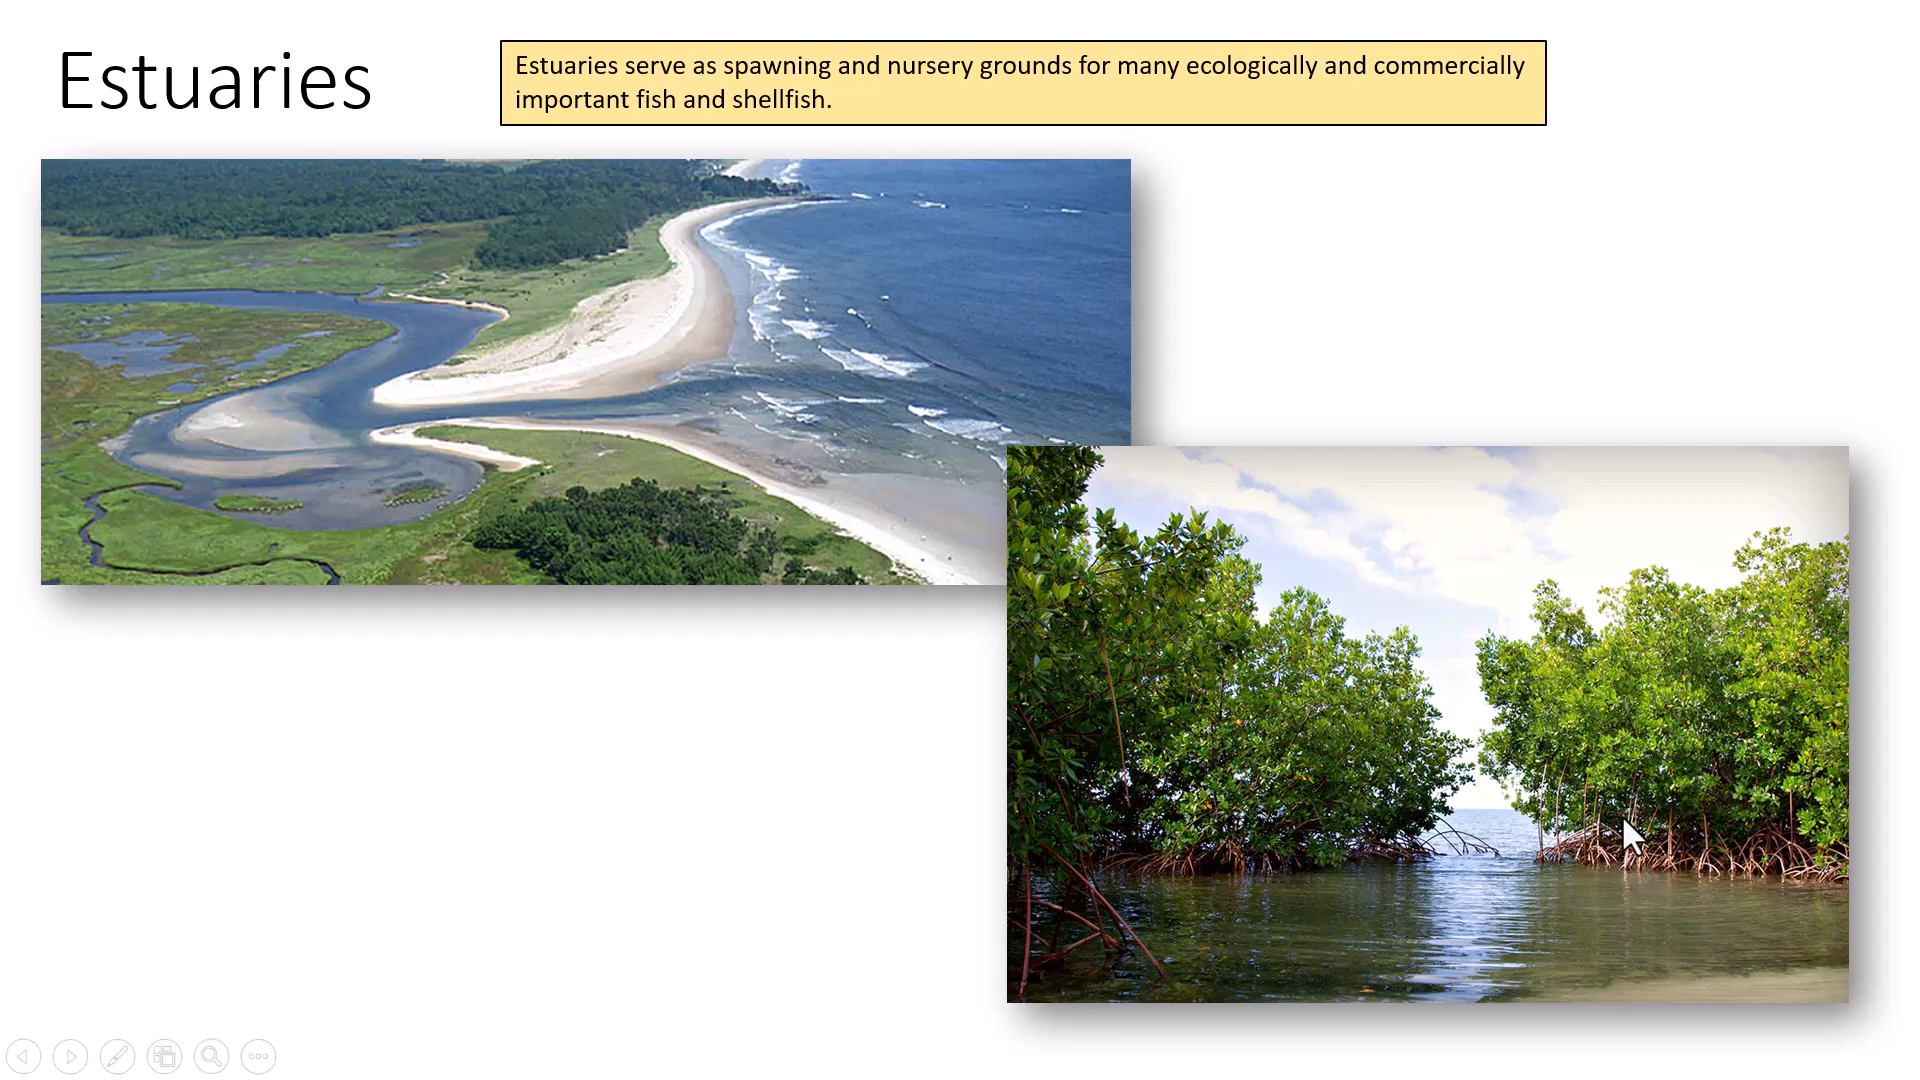 Estuaries
Estuaries serve as spawning and nursery grounds for many ecologically and commercially
important fish and shellfish.